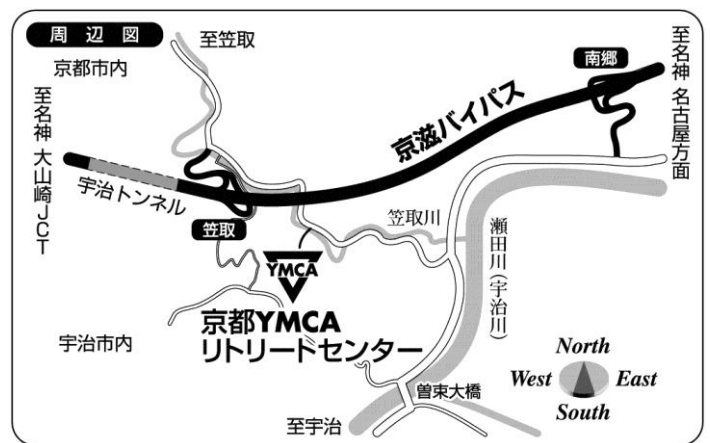 周辺図
至笠取
京都市内
至名神 大山崎JCT
宇治トンネル
笠取
京滋バイパス
南郷
至名神 名古屋方面
笠取川
瀬田川(宇治川)
YMCA
京都YMCA
リトリートセンター
宇治市内
至宇治
曽束大橋
North
West
East
South